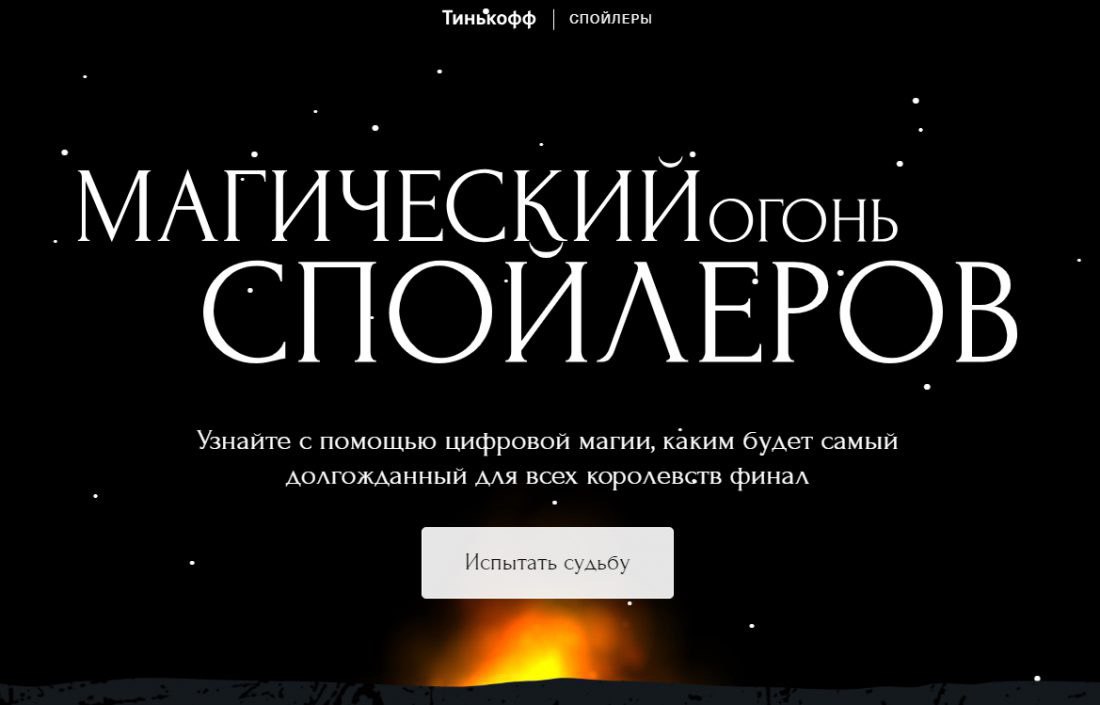 Тинькофф | СПОЙЛЕРЫ
МАГИЧЕСКИЙ ОГОНЬ
СПОЙЛЕРОВ
Узнайте с помощью цифровой магии, каким будет самый
долгожданный для всех королевств финал
Испытать судьбу